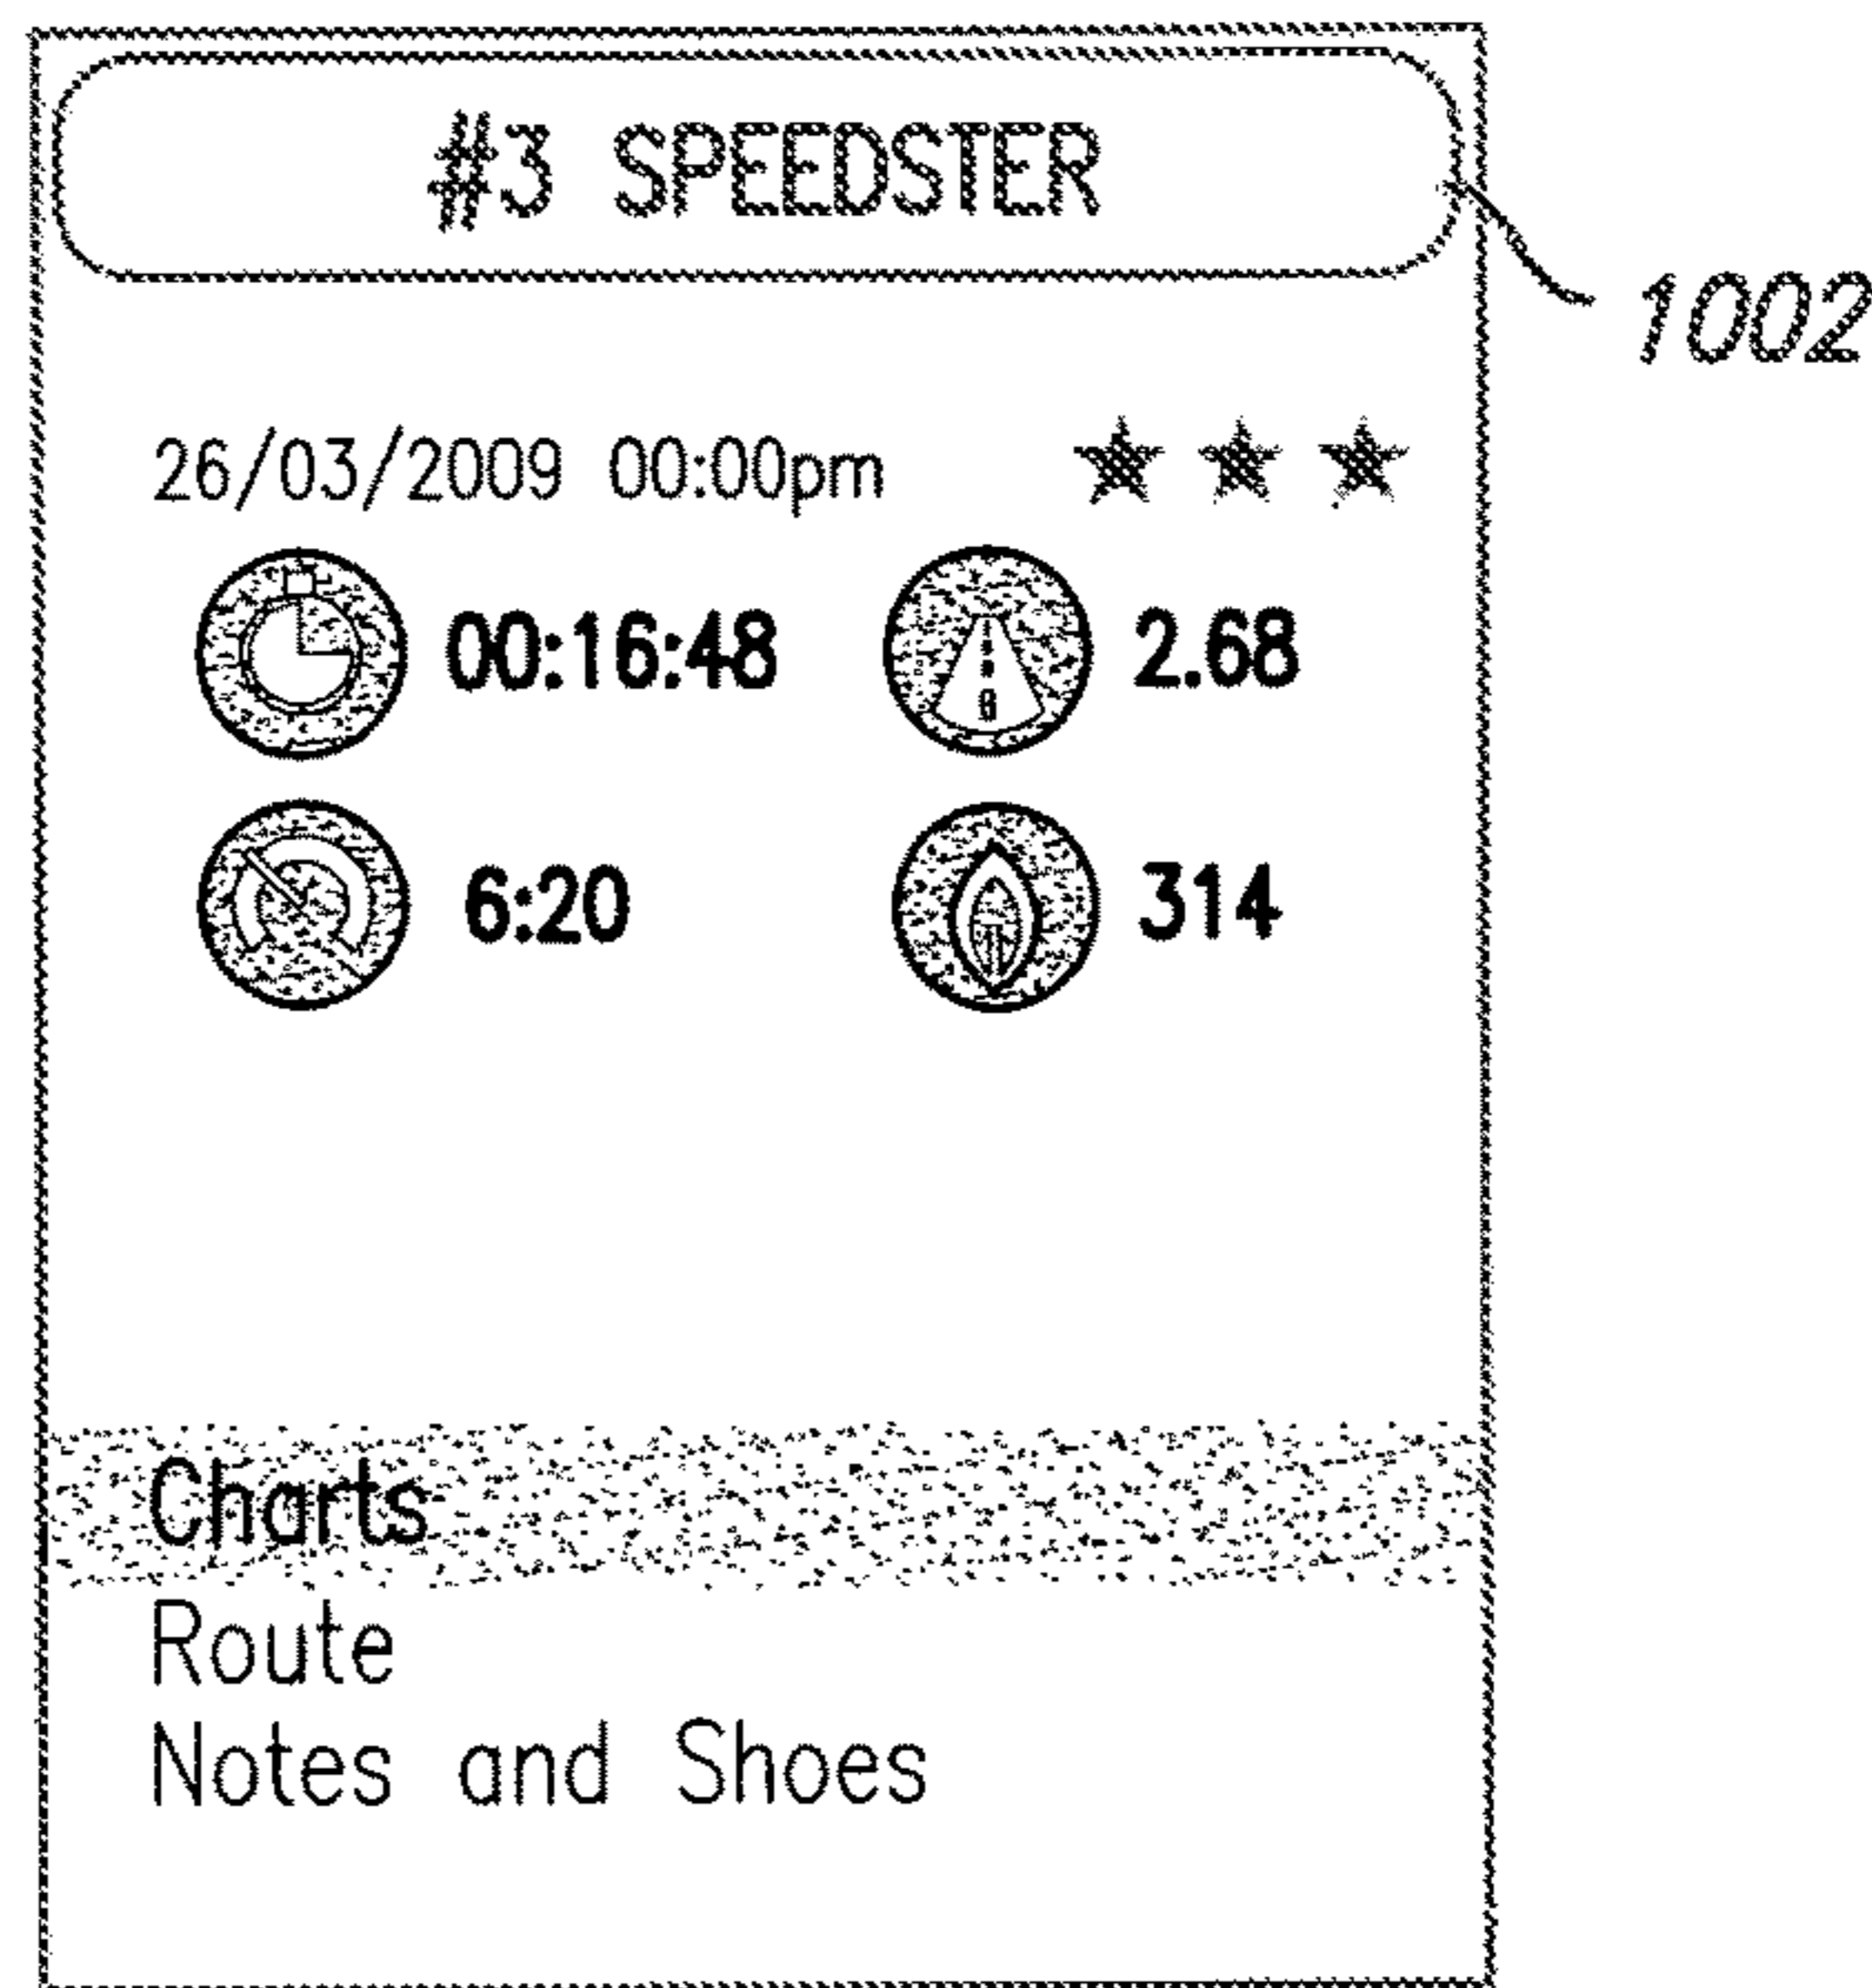 #3 SPEEDSTER
1002
26/03/2009 00:00pm
00:16:48 2.68
6:20 314
Charts
Route
Notes and Shoes